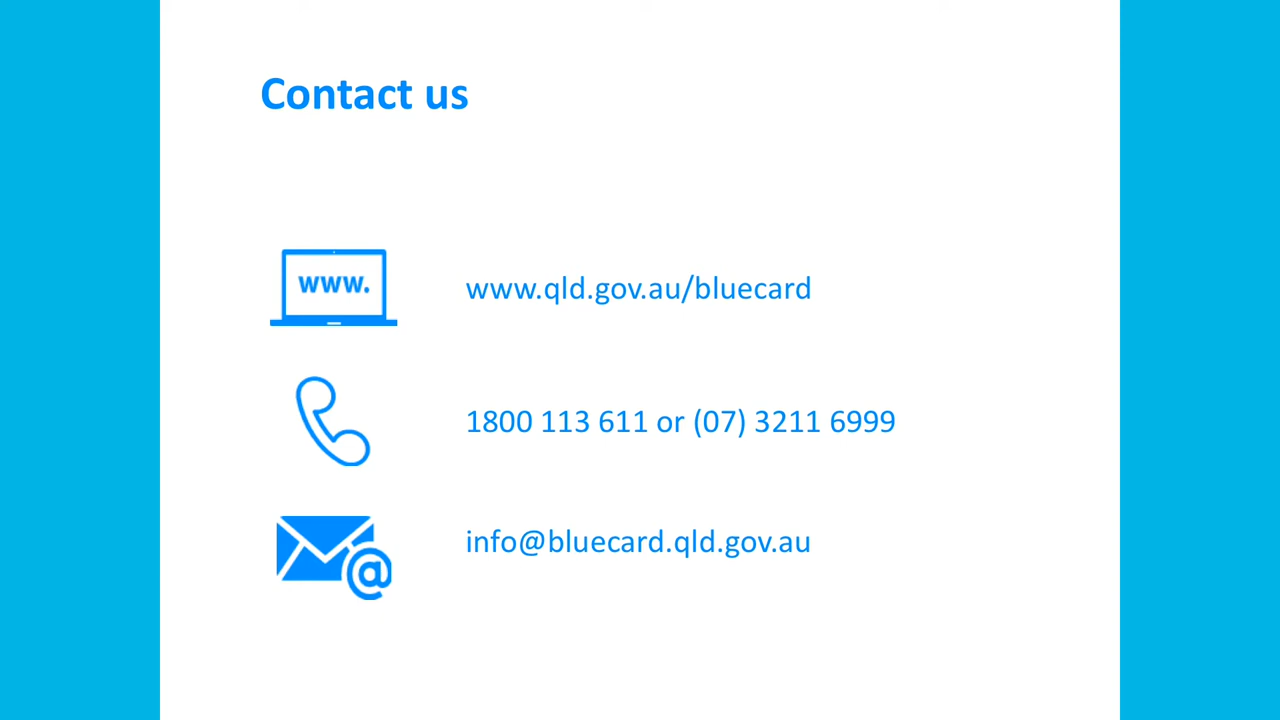 Contact us
www.
www.qld.gov.au/bluecard
1800 113 611 or (07) 3211 6999
@
info@bluecard.qld.gov.au